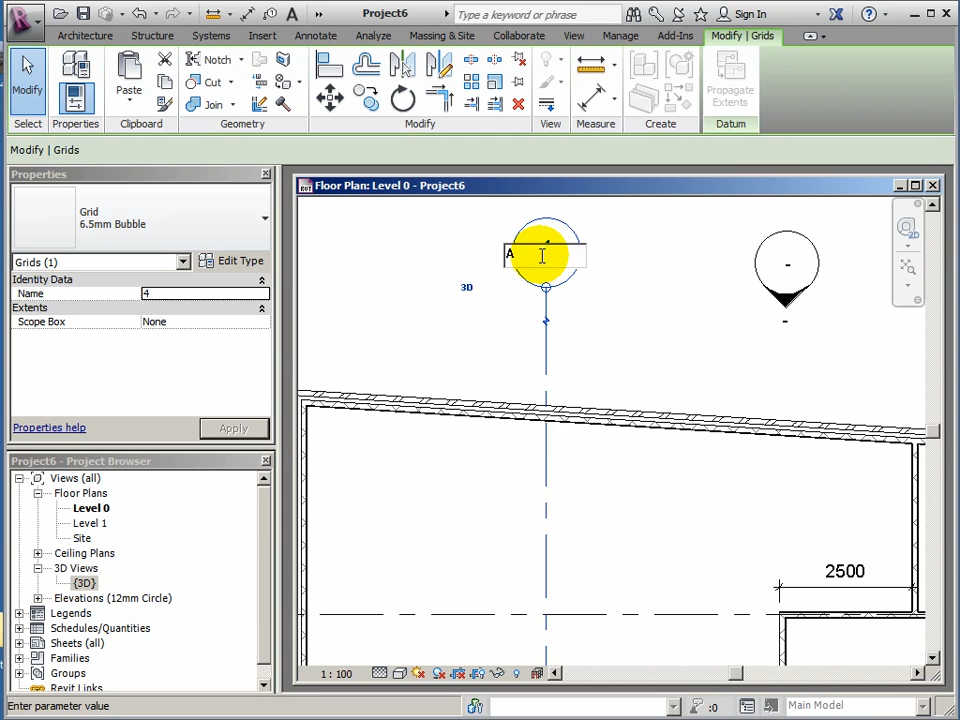 Project6
Type a keyword or phrase
Sign In
Architecture Structure Systems Insert Annotate Analyze Massing & Site Collaborate View Manage Add-Ins Modify | Grids
Modify
Paste
Notch
Cut
Join
Propagate
Extents
Select Properties Clipboard Geometry Modify View Measure Create Datum
Modify | Grids
Properties
Grid
6.5mm Bubble
Grids (1)
Edit Type
Identity Data
Name 4
Extents
Scope Box None
Properties help
Apply
Project6 - Project Browser
Views (all)
Floor Plans
Level 0
Level 1
Site
Ceiling Plans
3D Views
{3D}
Elevations (12mm Circle)
Legends
Schedules/Quantities
Sheets (all)
Families
Groups
Revit Links
Floor Plan: Level 0 - Project6
A
3D
2D
2500
1 : 100
Enter parameter value
:0
Main Model